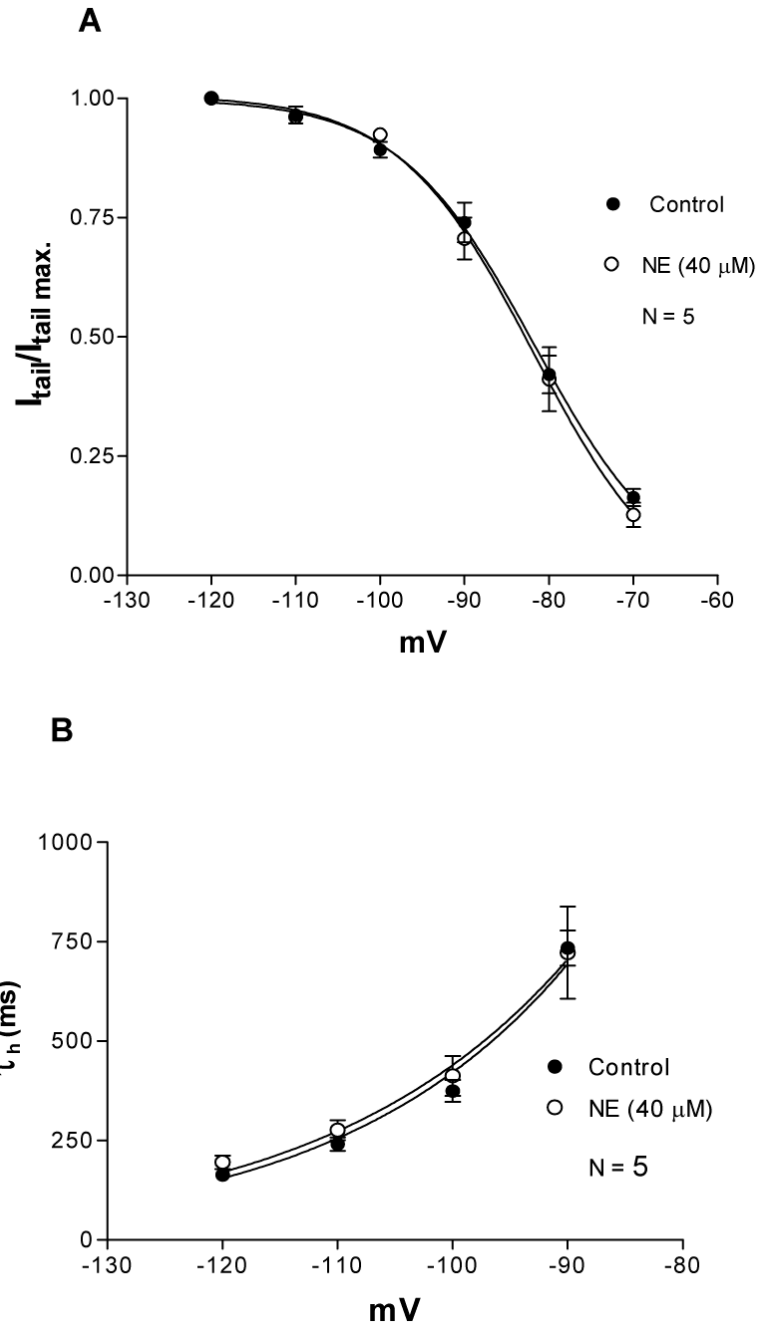 A
1.00
0.75
0.50
0.25
0.00
Itail/Itail max.
-130 -120 -110 -100 -90 -80 -70 -60
mV
Control
NE (40 μM)
N = 5
B
1000
750
500
250
0
τh (ms)
-130 -120 -110 -100 -90 -80
mV
Control
NE (40 μM)
N = 5